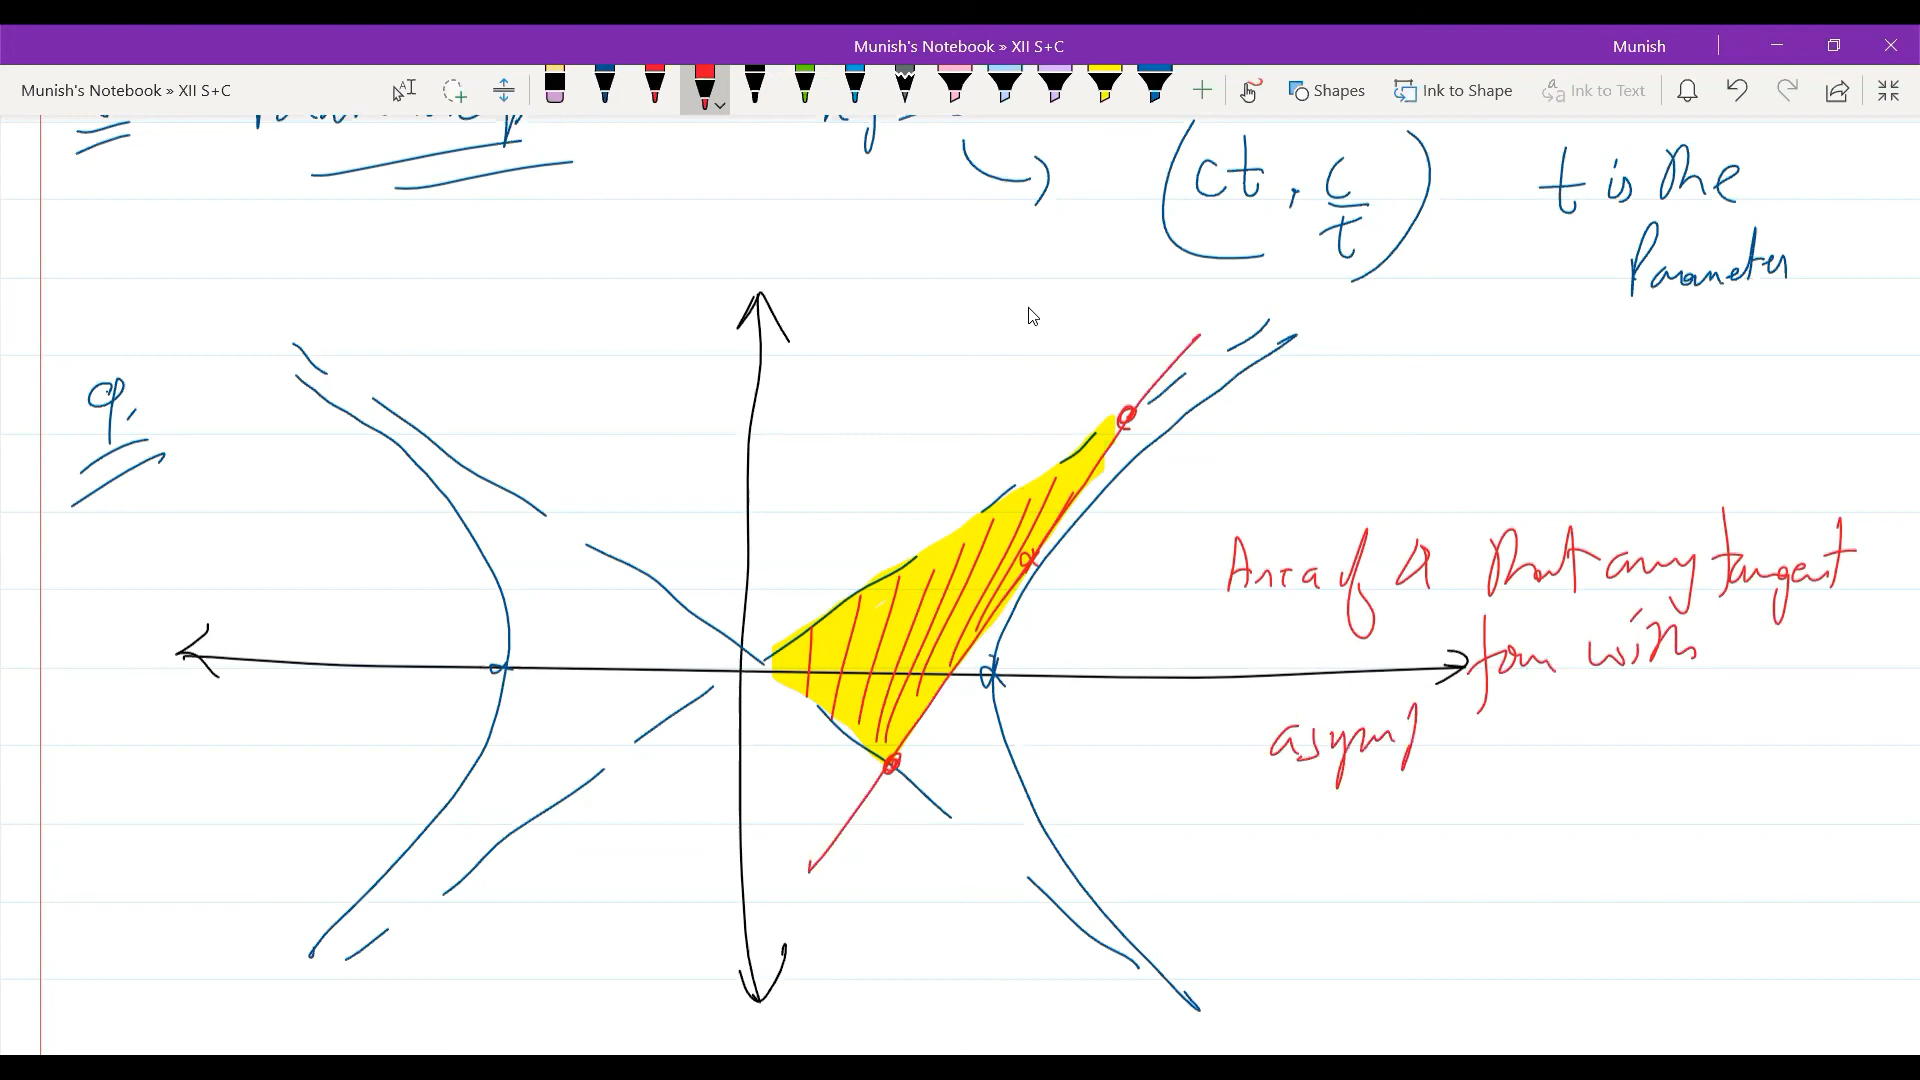 Munish's Notebook » XII S+C
Munish
Munish's Notebook » XII S+C
Shapes
Ink to Shape
Ink to Text
(ct, c/t) t is the
Parameter
q.
Area of Δ that any tangent
form with
asym